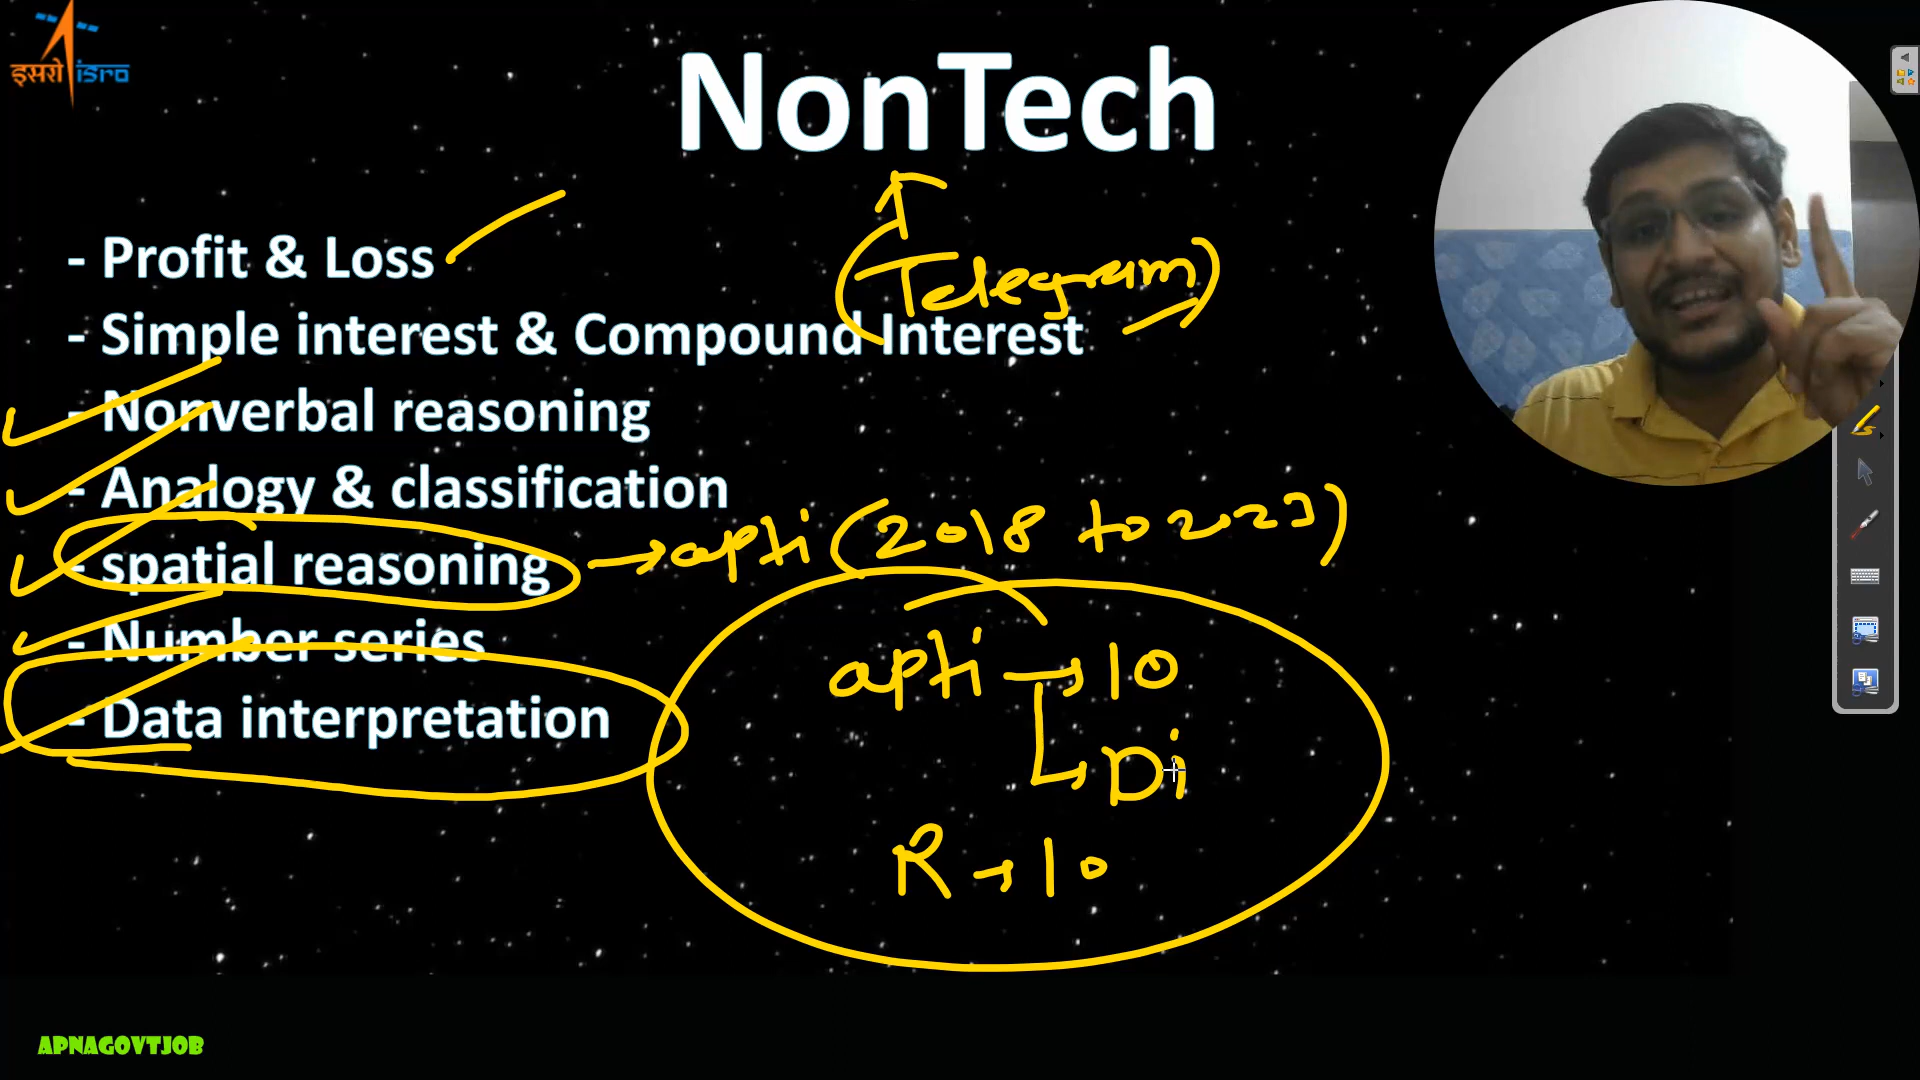 इसरो isro
NonTech
- Profit & Loss
(Telegram)
- Simple interest & Compound Interest
- Nonverbal reasoning
- Analogy & classification
- spatial reasoning → apti (2018 to 2023)
- Number series
apti → 10
- Data interpretation
Di
R → 10
APNAGOVTJOB